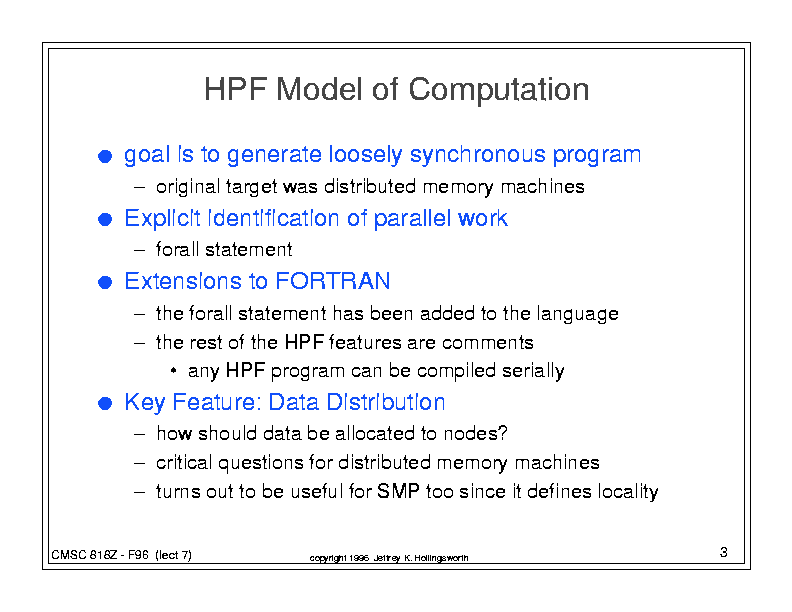 HPF Model of Computation
● goal is to generate loosely synchronous program
– original target was distributed memory machines
● Explicit identification of parallel work
– forall statement
● Extensions to FORTRAN
– the forall statement has been added to the language
– the rest of the HPF features are comments
• any HPF program can be compiled serially
● Key Feature: Data Distribution
– how should data be allocated to nodes?
– critical questions for distributed memory machines
– turns out to be useful for SMP too since it defines locality
CMSC 818Z - F96 (lect 7)
copyright 1996 Jeffrey K. Hollingsworth
3